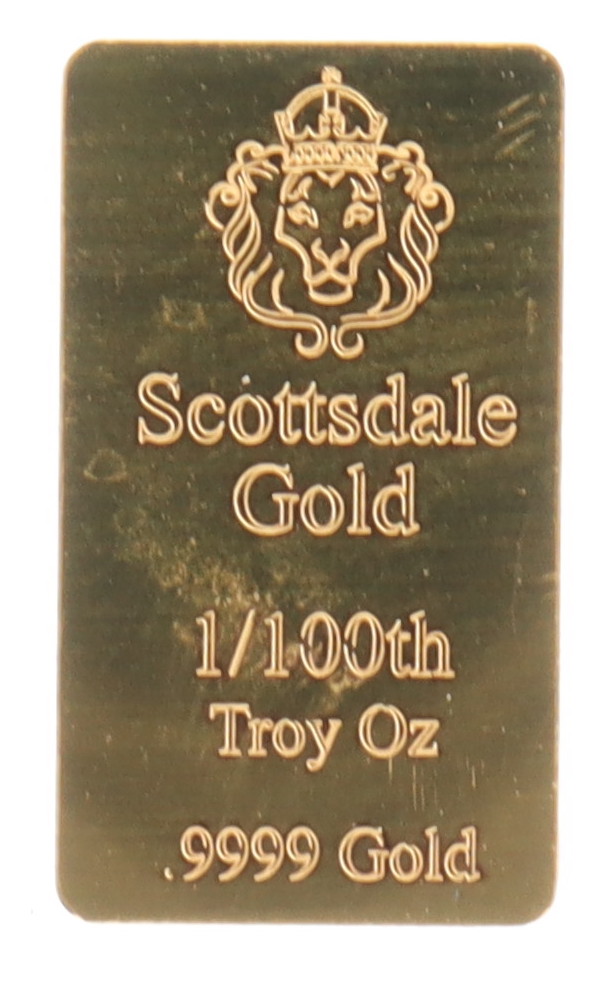 Scottsdale
Gold
1/100th
Troy Oz
.9999 Gold